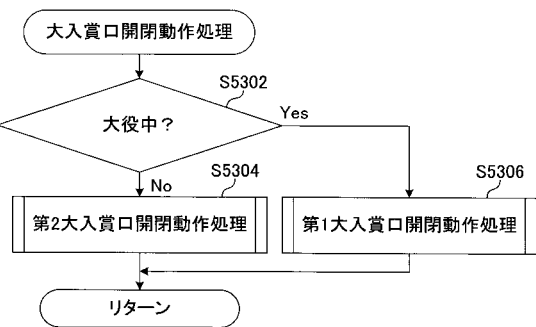 大入賞口開閉動作処理
S5302
大役中？
Yes
No
S5304
S5306
第2大入賞口開閉動作処理
第1大入賞口開閉動作処理
リターン